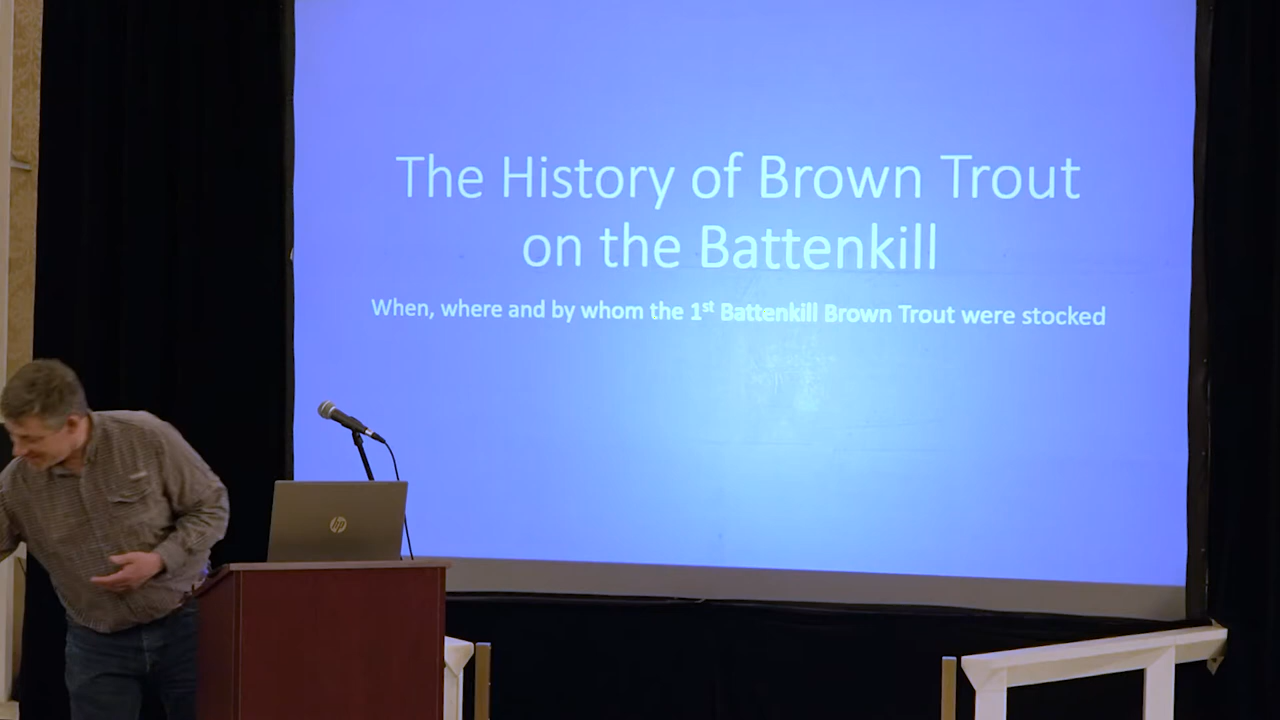 The History of Brown Trout
on the Battenkill
When, where and by whom the 1st Battenkill Brown Trout were stocked
hp